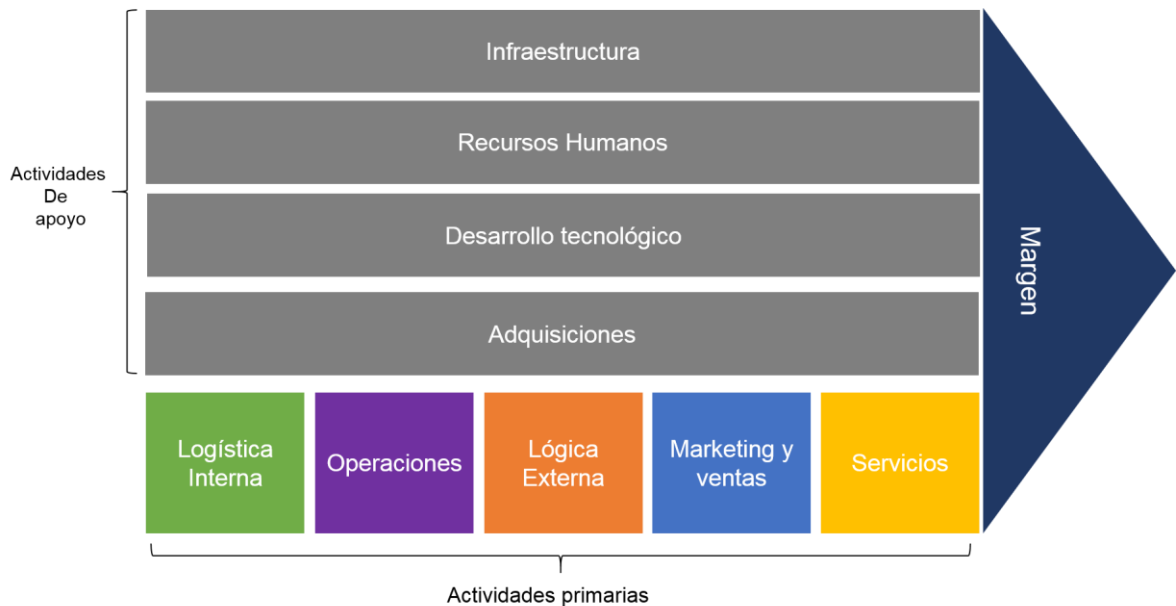 Infraestructura
Recursos Humanos
Actividades
De
apoyo
Desarrollo tecnológico
Adquisiciones
Margen
Logística
Interna
Operaciones
Lógica
Externa
Marketing y
ventas
Servicios
Actividades primarias